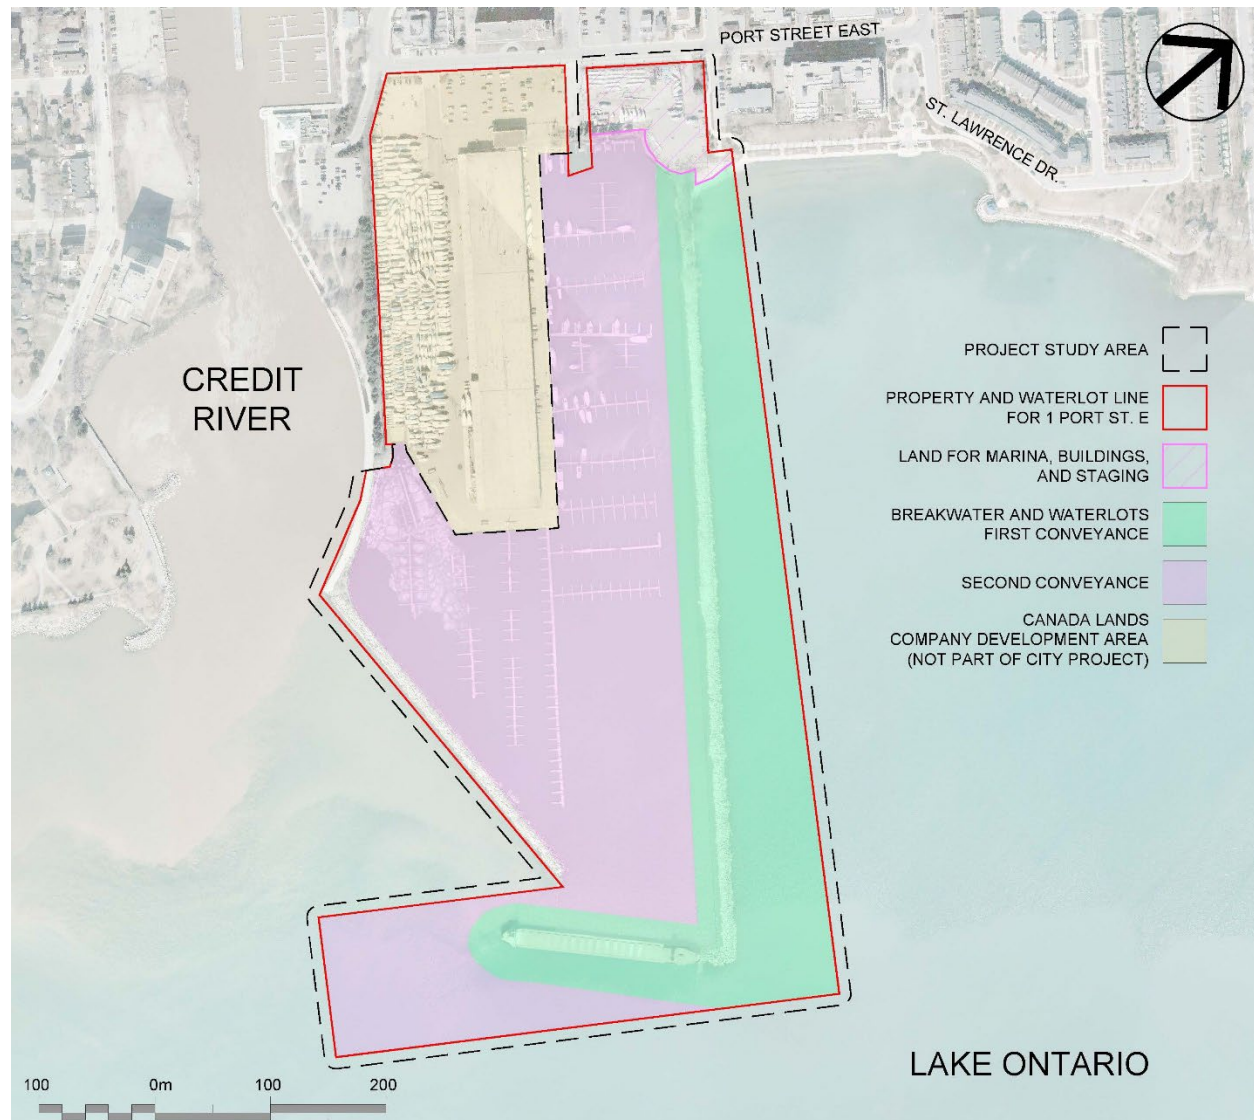 PORT STREET EAST
ST. LAWRENCE DR.
CREDIT
RIVER
PROJECT STUDY AREA
PROPERTY AND WATERLOT LINE
FOR 1 PORT ST. E
LAND FOR MARINA, BUILDINGS,
AND STAGING
BREAKWATER AND WATERLOTS
FIRST CONVEYANCE
SECOND CONVEYANCE
CANADA LANDS
COMPANY DEVELOPMENT AREA
(NOT PART OF CITY PROJECT)
LAKE ONTARIO
100 0m 100 200